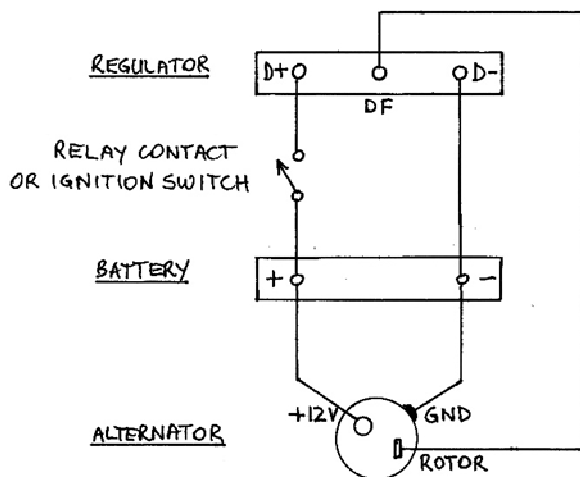 REGULATOR
D+
D-
DF
RELAY CONTACT
OR IGNITION SWITCH
BATTERY
+
-
+12V
GND
ALTERNATOR
ROTOR